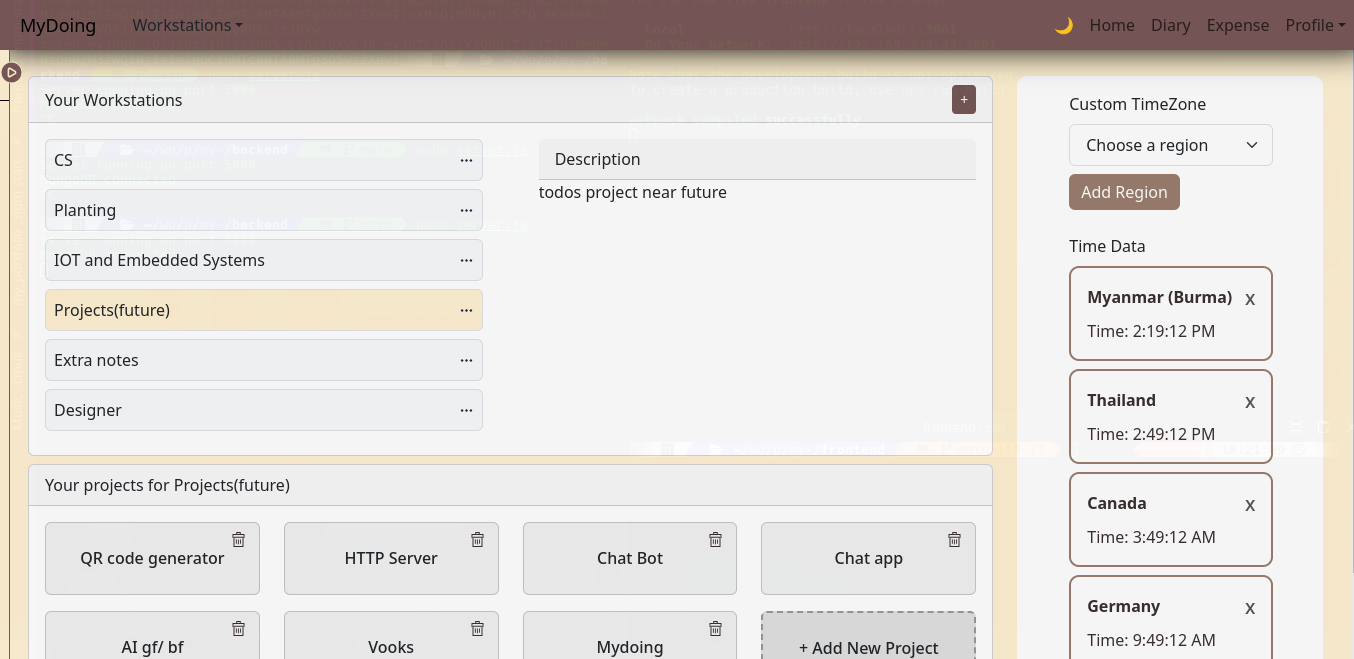 MyDoing Workstations 🌙 Home Diary Expense Profile
Your Workstations +
CS ...
Planting ...
IOT and Embedded Systems ...
Projects(future) ...
Extra notes ...
Designer ...
Description
todos project near future
Your projects for Projects(future)
QR code generator
HTTP Server
Chat Bot
Chat app
AI gf/ bf
Vooks
Mydoing
+ Add New Project
Custom TimeZone
Choose a region
Add Region
Time Data
Myanmar (Burma) X
Time: 2:19:12 PM
Thailand X
Time: 2:49:12 PM
Canada X
Time: 3:49:12 AM
Germany X
Time: 9:49:12 AM